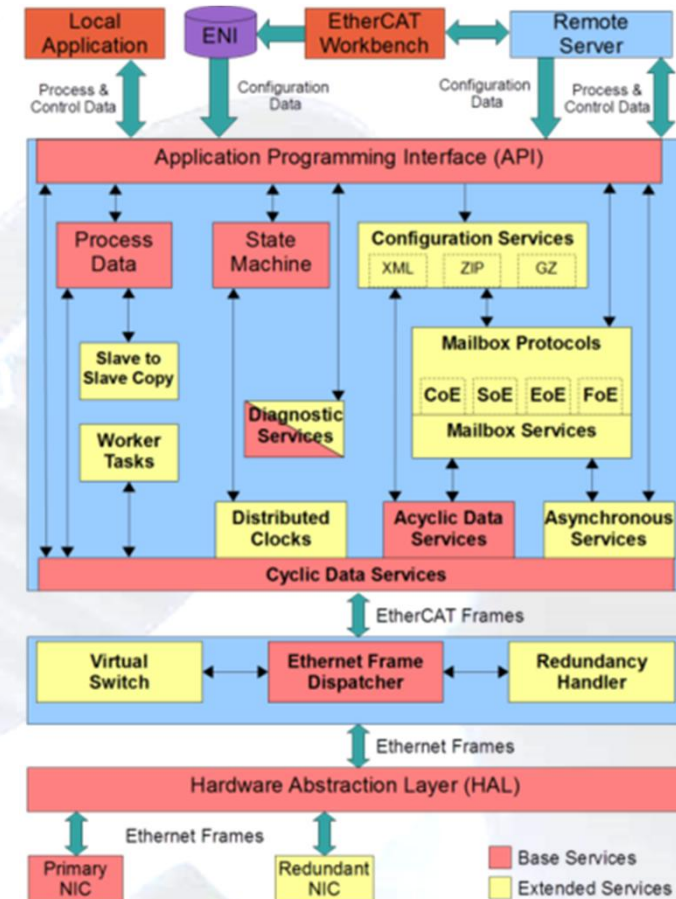 Local
Application
ENI
EtherCAT
Workbench
Remote
Server
Process &
Control Data
Configuration
Data
Configuration
Data
Process &
Control Data
Application Programming Interface (API)
Process
Data
State
Machine
Configuration Services
XML
ZIP
GZ
Slave to
Slave Copy
Mailbox Protocols
CoE
SoE
EoE
FoE
Mailbox Services
Diagnostic
Services
Worker
Tasks
Distributed
Clocks
Acyclic Data
Services
Asynchronous
Services
Cyclic Data Services
EtherCAT Frames
Virtual
Switch
Ethernet Frame
Dispatcher
Redundancy
Handler
Ethernet Frames
Hardware Abstraction Layer (HAL)
Ethernet Frames
Primary
NIC
Redundant
NIC
Base Services
Extended Services